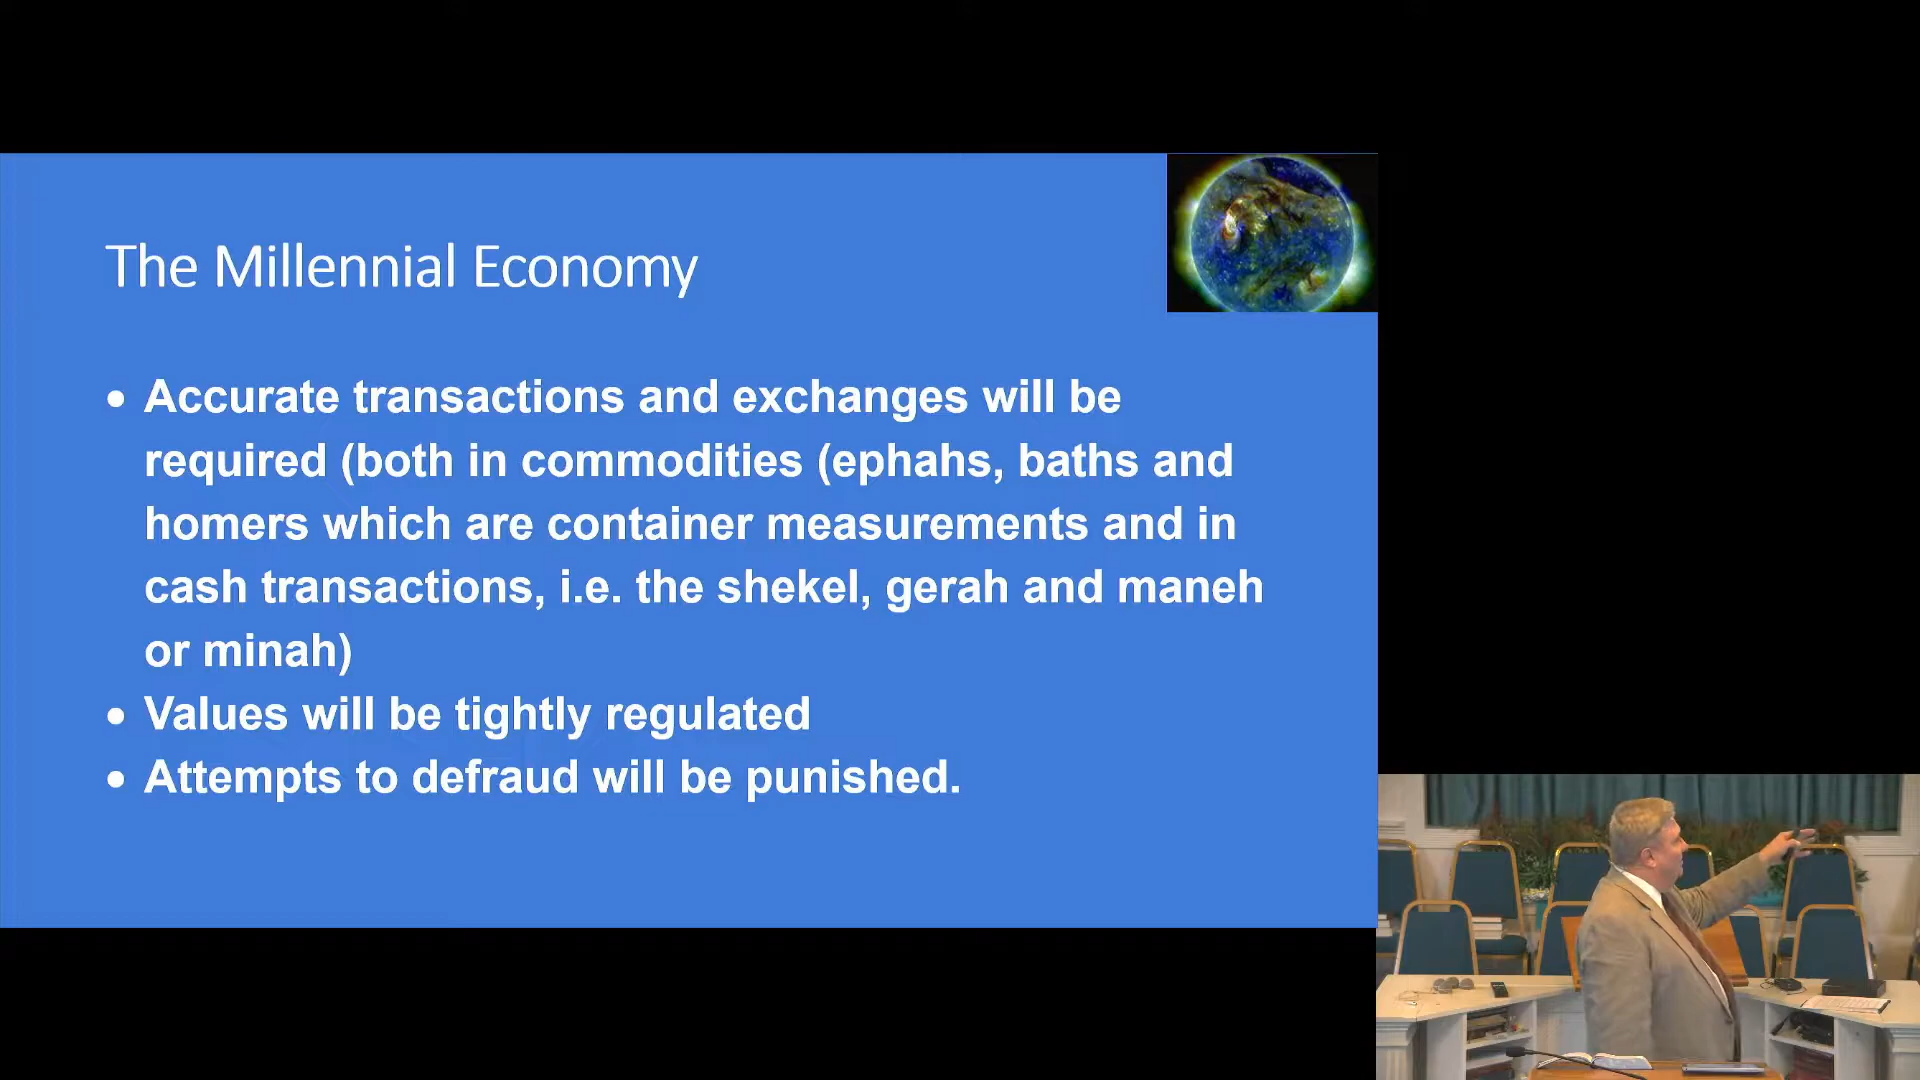 The Millennial Economy
• Accurate transactions and exchanges will be
required (both in commodities (ephahs, baths and
homers which are container measurements and in
cash transactions, i.e. the shekel, gerah and maneh
or minah)
• Values will be tightly regulated
• Attempts to defraud will be punished.